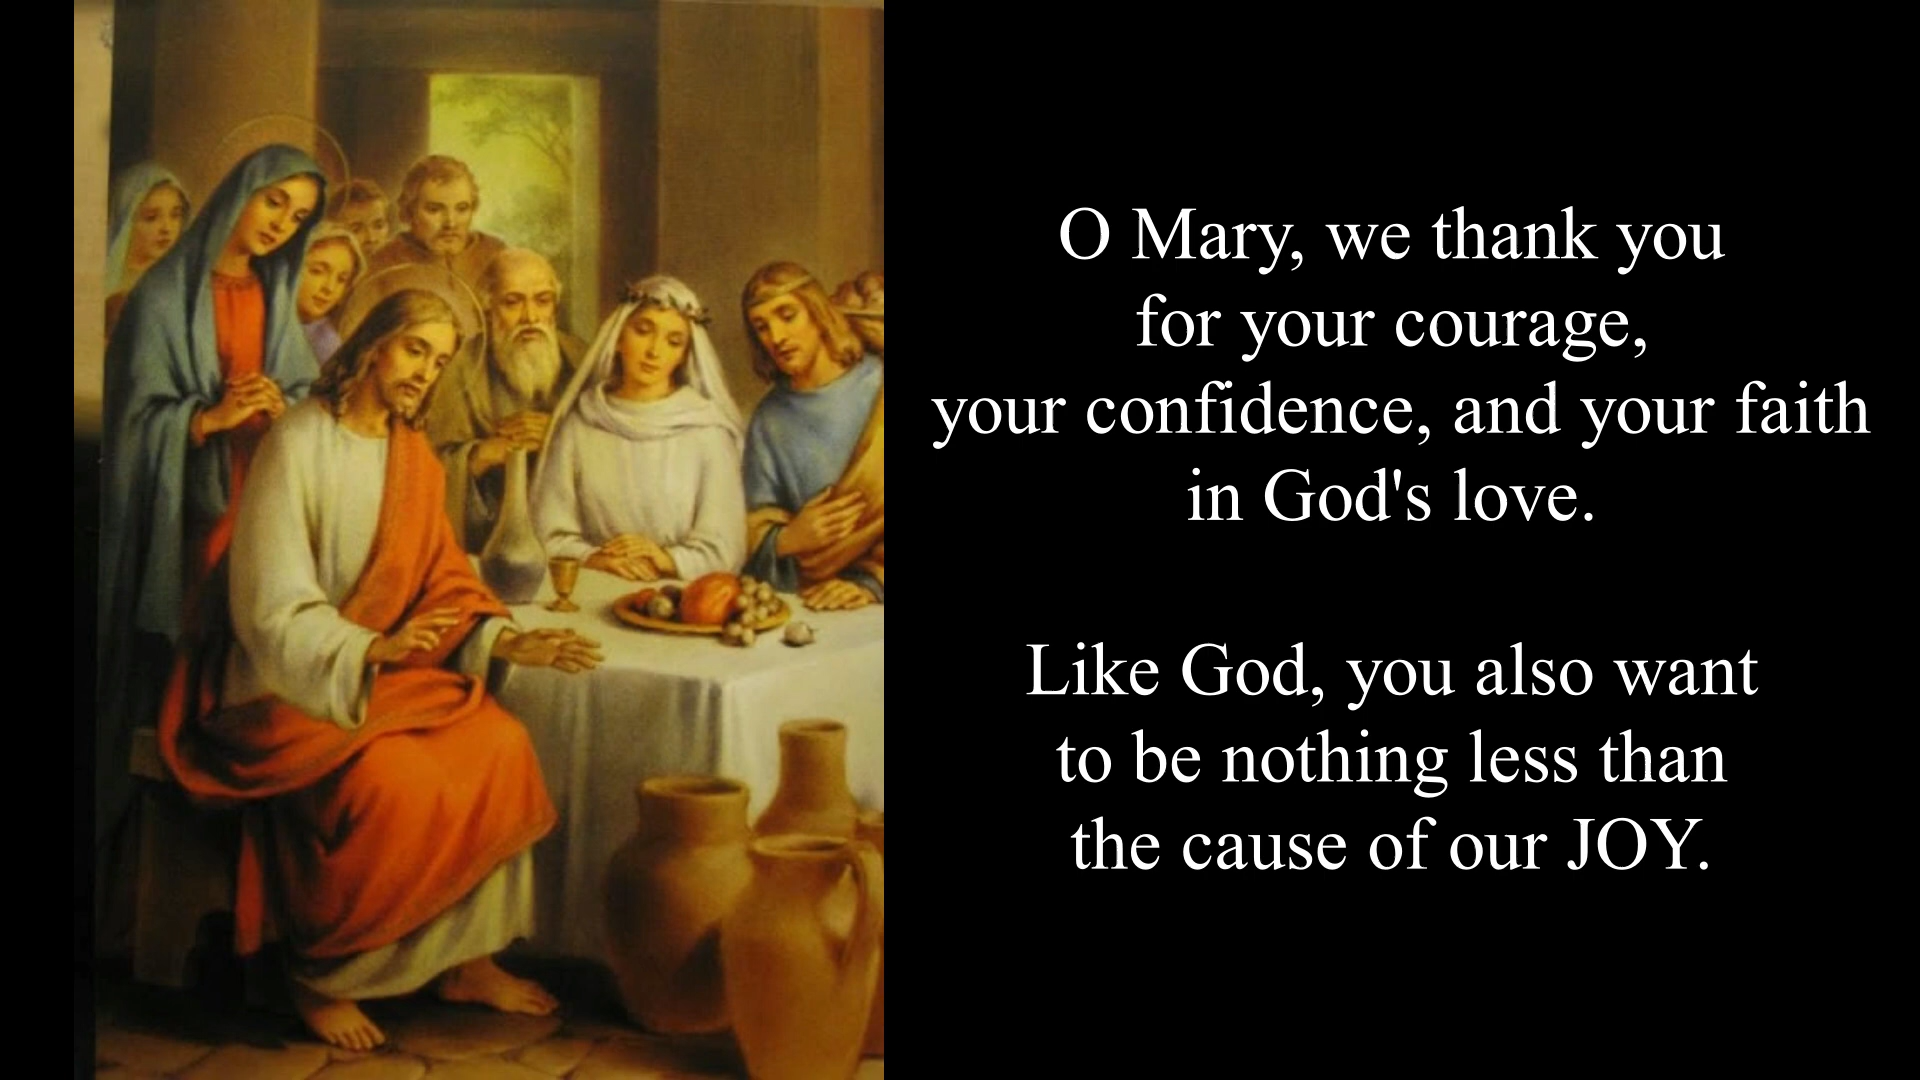 O Mary, we thank you
for your courage,
your confidence, and your faith
in God's love.
Like God, you also want
to be nothing less than
the cause of our JOY.